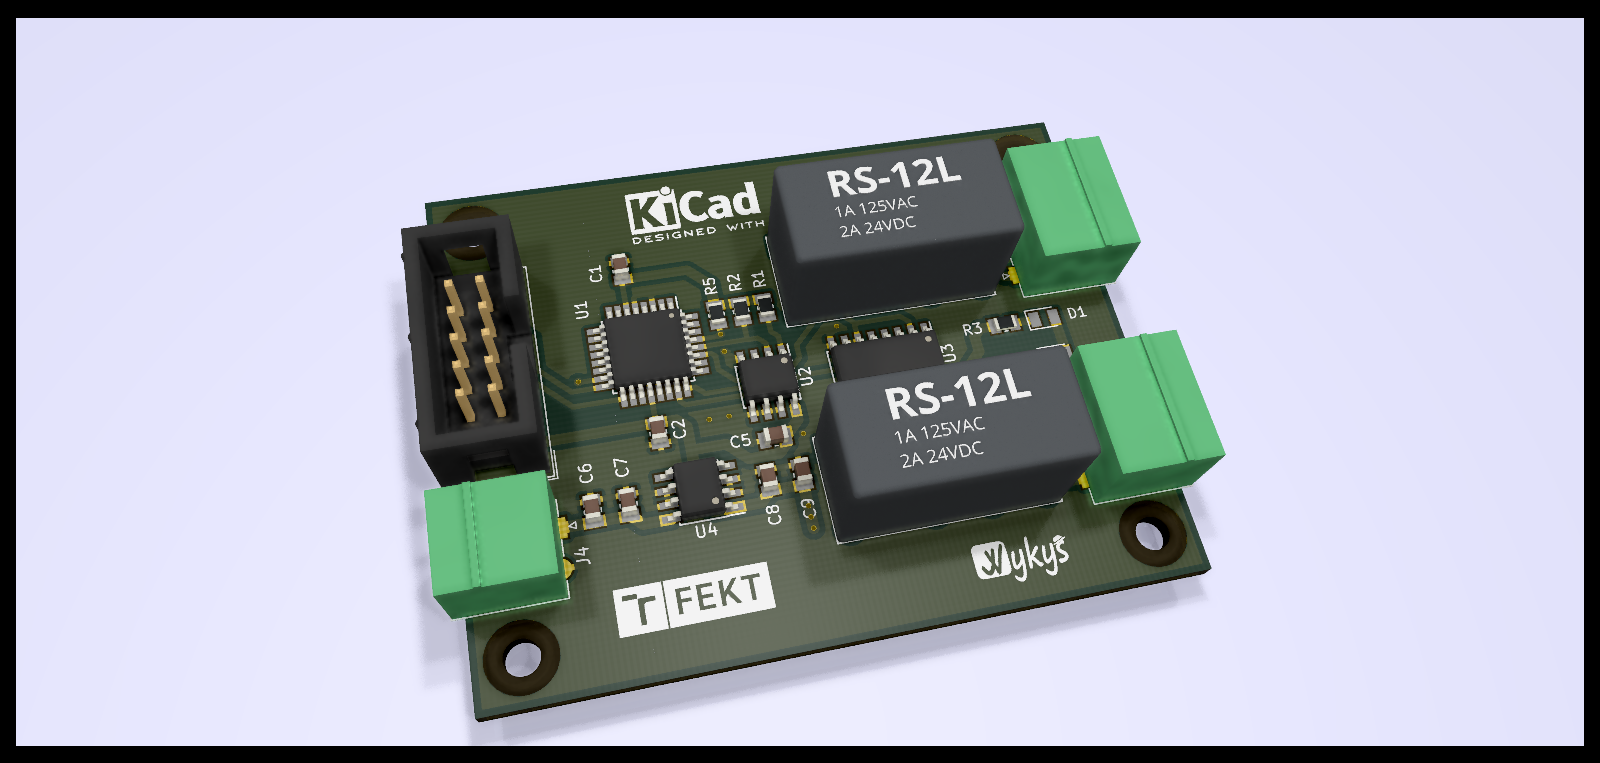 KiCad
DESIGNED WITH
RS-12L
1A 125VAC
2A 24VDC
C1
U1
R5
R2
R1
R3
D1
U3
U2
RS-12L
1A 125VAC
2A 24VDC
C2
C5
C6
C7
C8
C9
U4
J4
FEKT
Wykys